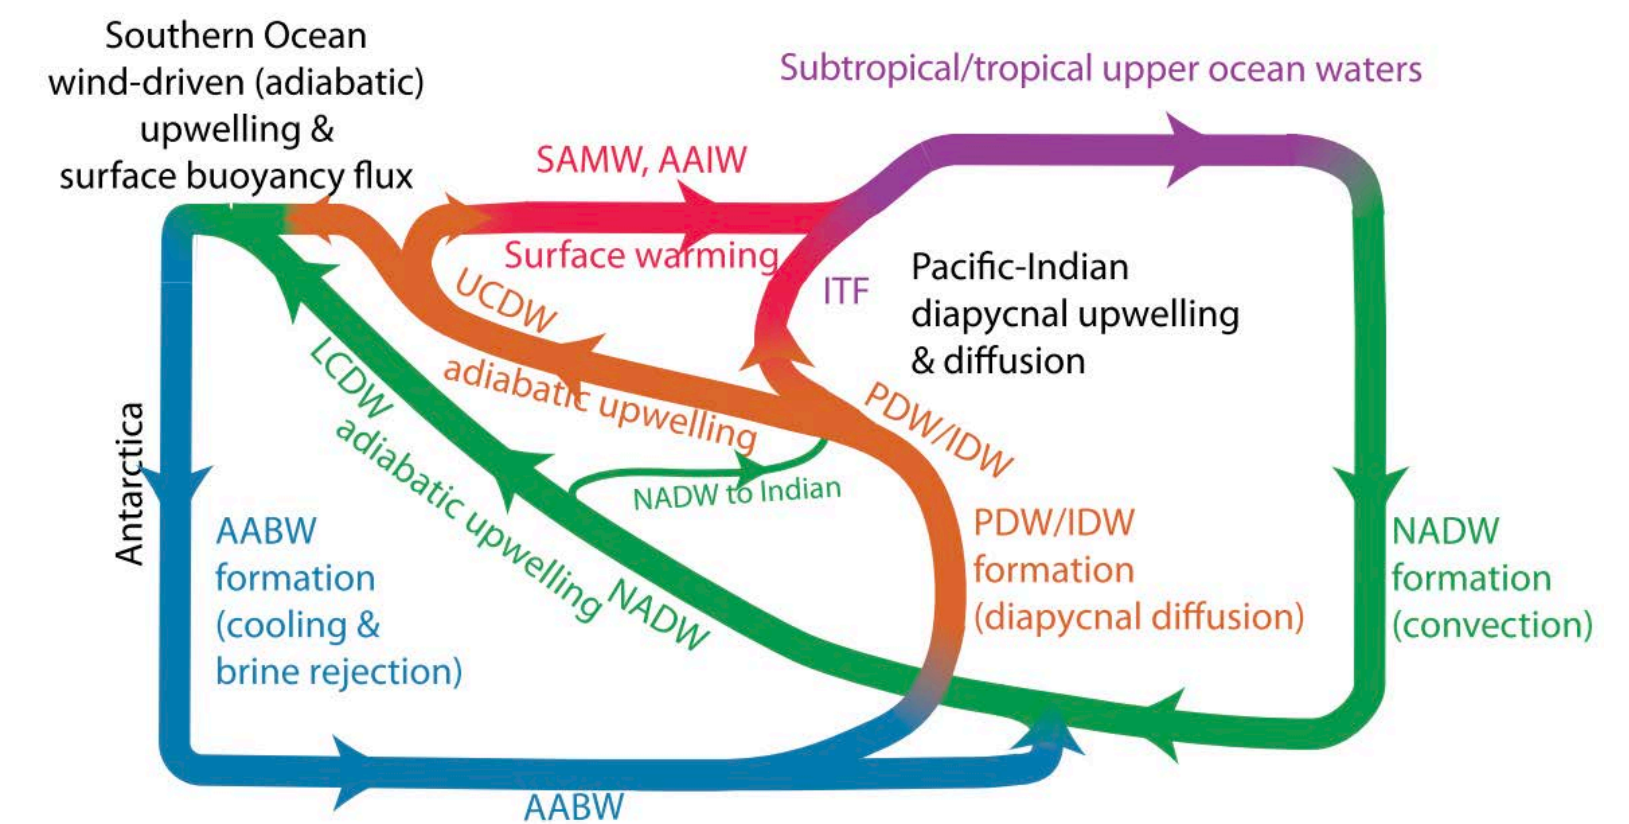 Southern Ocean
wind-driven (adiabatic)
upwelling &
surface buoyancy flux
Subtropical/tropical upper ocean waters
SAMW, AAIW
Surface warming
UCDW
adiabatic upwelling
ITF
Pacific-Indian
diapycnal upwelling
& diffusion
LCDW
adiabatic upwelling
NADW
NADW to Indian
PDW/IDW
PDW/IDW
formation
(diapycnal diffusion)
NADW
formation
(convection)
Antarctica
AABW
formation
(cooling &
brine rejection)
AABW